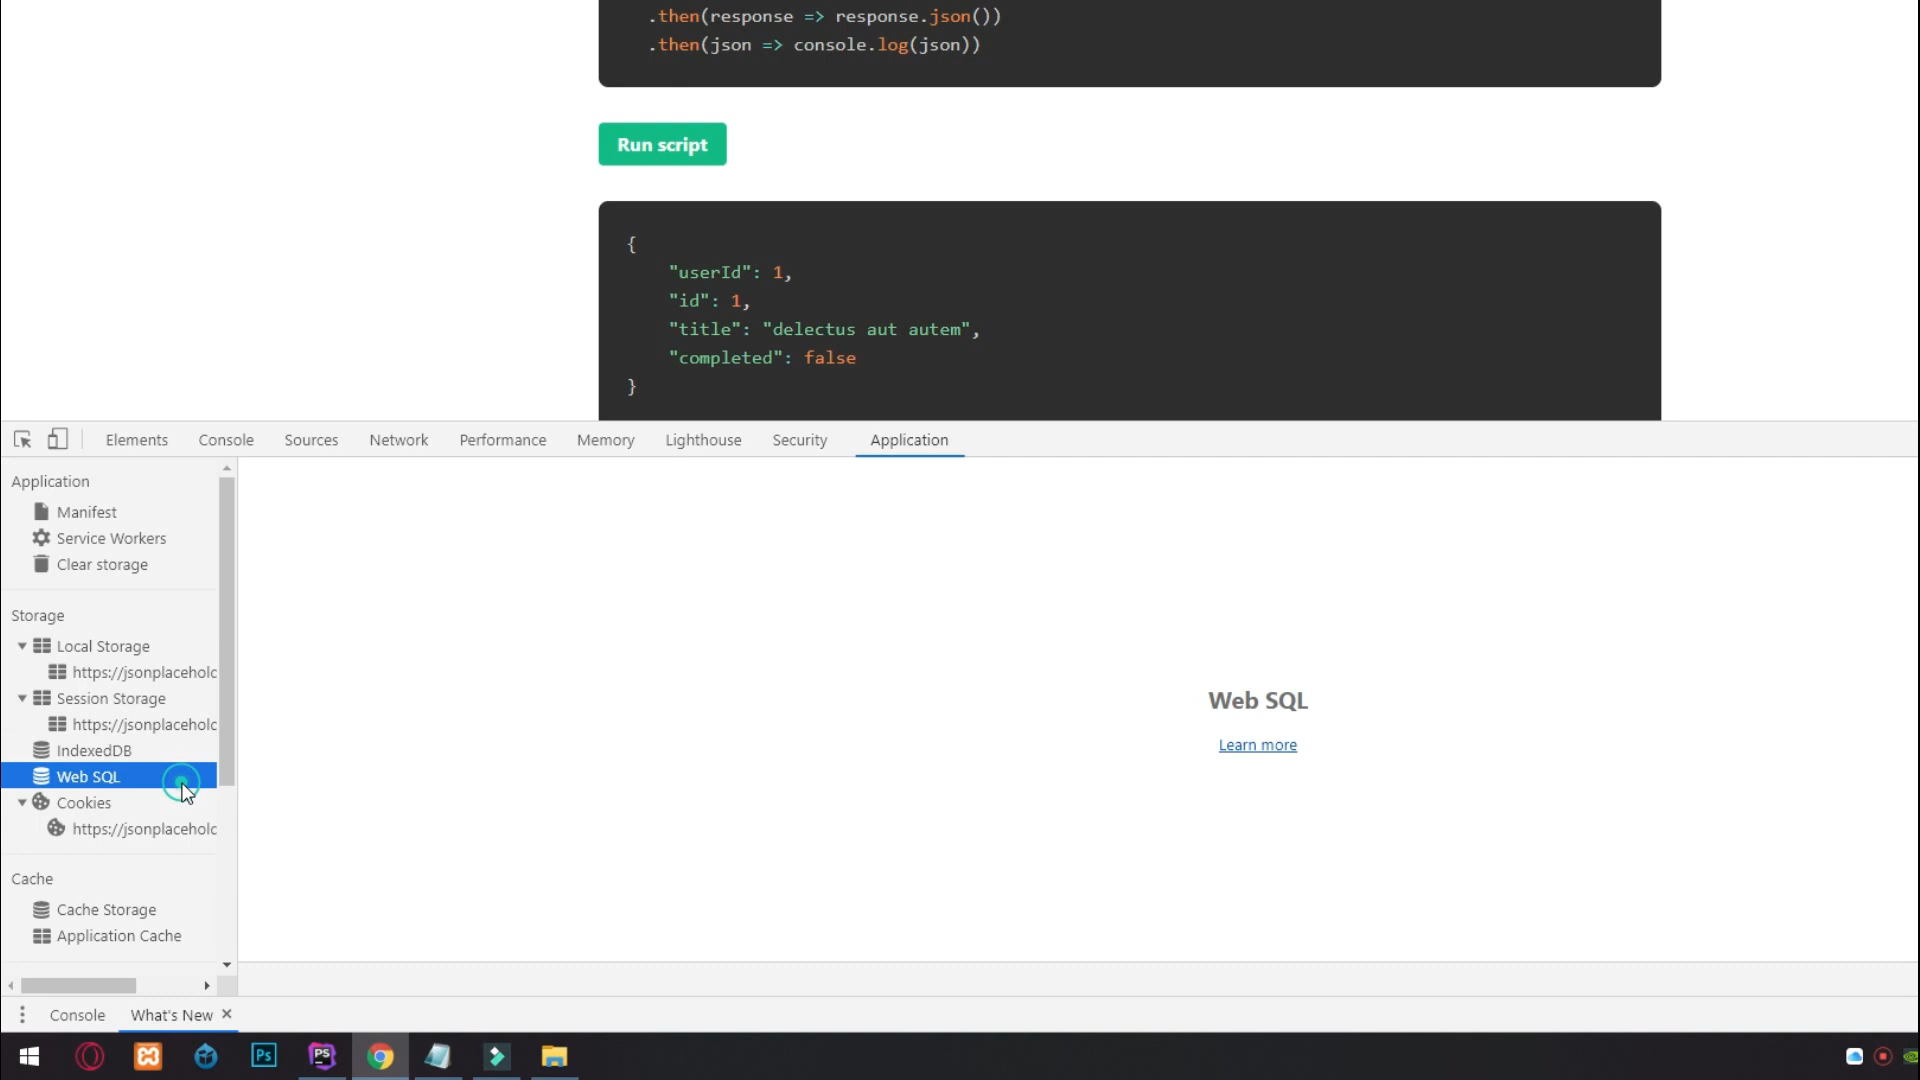 .then(response => response.json())
.then(json => console.log(json))
Run script
{
"userId": 1,
"id": 1,
"title": "delectus aut autem",
"completed": false
}
Elements Console Sources Network Performance Memory Lighthouse Security Application
Application
Manifest
Service Workers
Clear storage
Storage
Local Storage
https://jsonplaceholc
Session Storage
https://jsonplaceholc
IndexedDB
Web SQL
Cookies
https://jsonplaceholc
Cache
Cache Storage
Application Cache
Web SQL
Learn more
Console What's New
Ps
PS